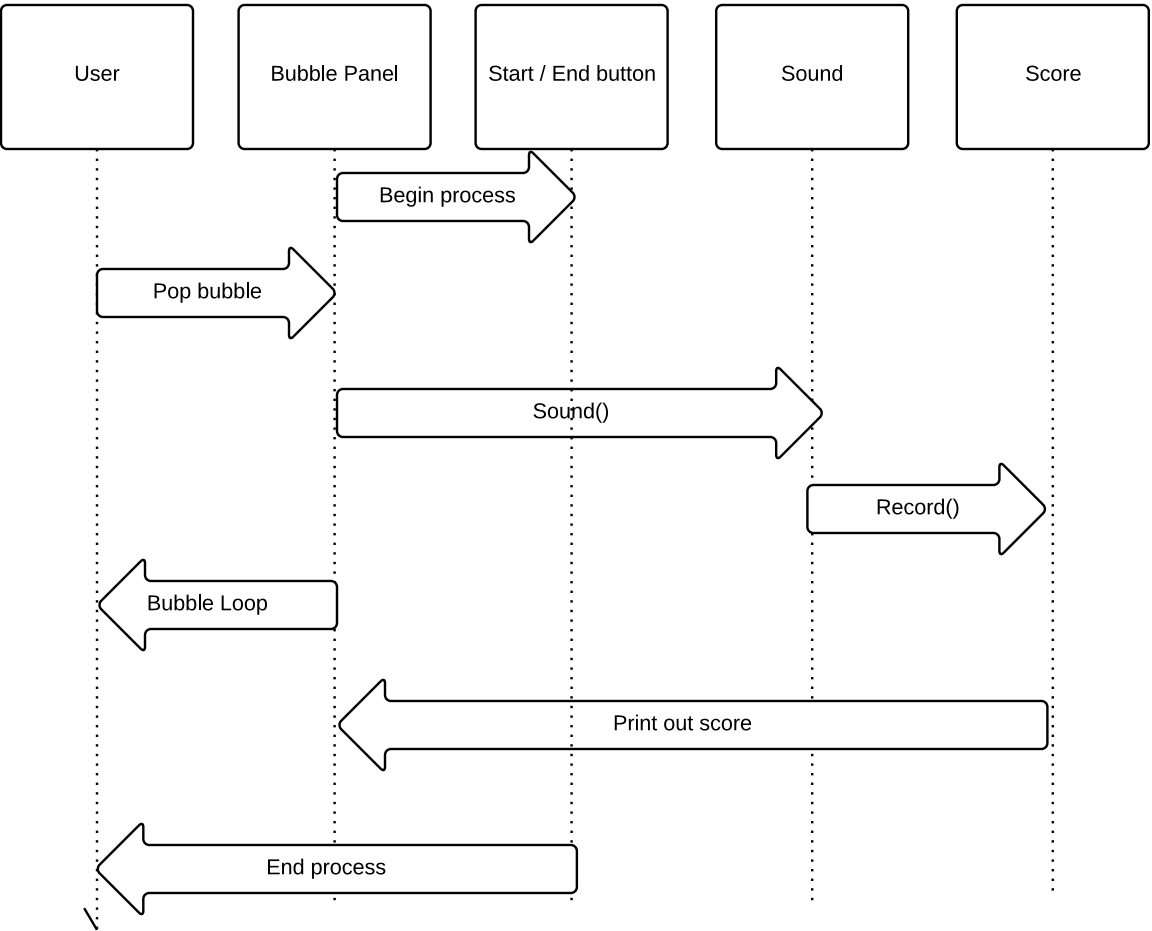 User
Bubble Panel
Start / End button
Sound
Score
Begin process
Pop bubble
Sound()
Record()
Bubble Loop
Print out score
End process